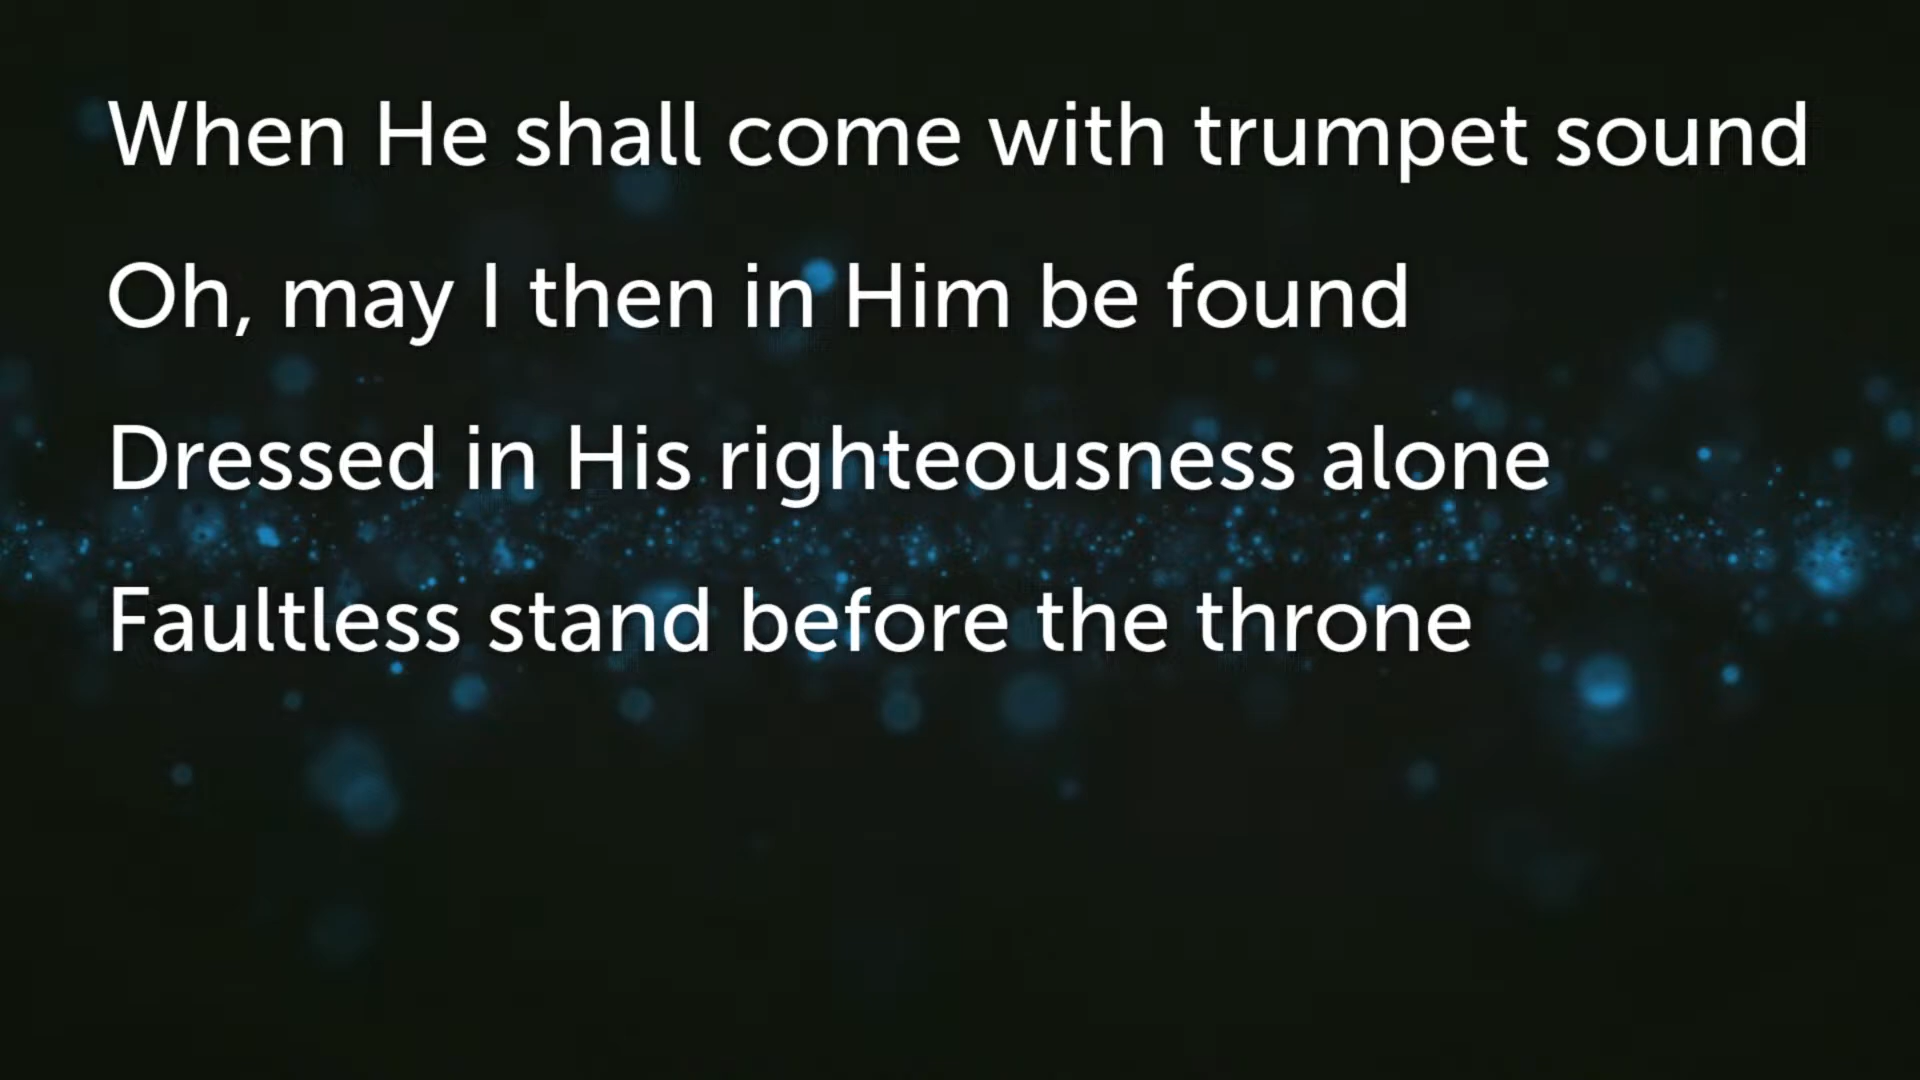 When He shall come with trumpet sound
Oh, may I then in Him be found
Dressed in His righteousness alone
Faultless stand before the throne